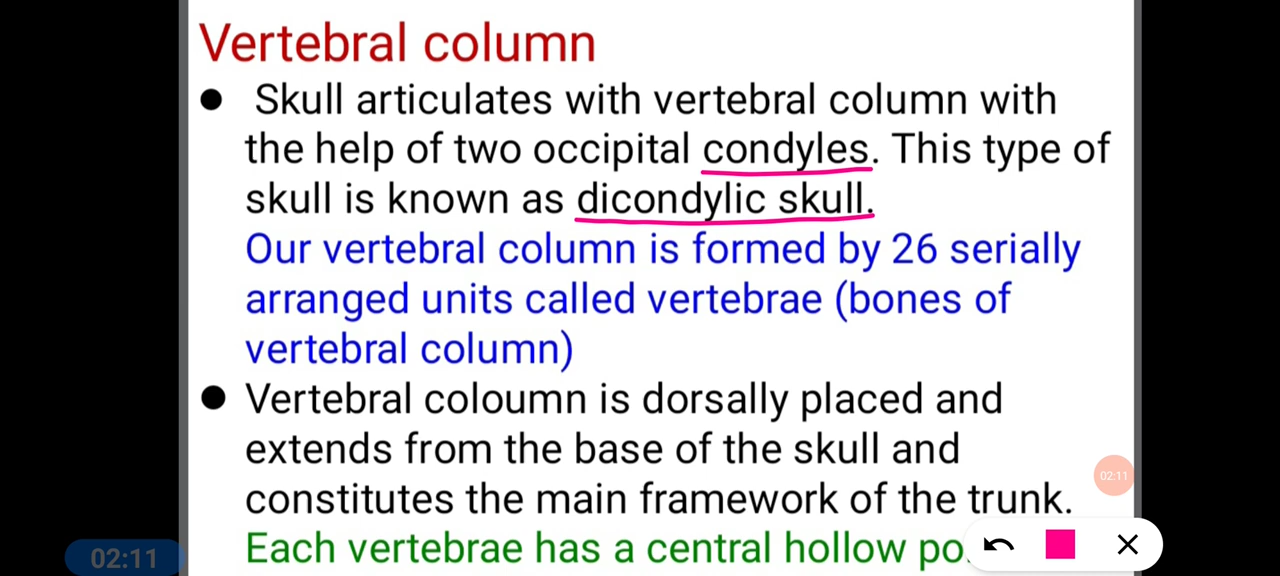 Vertebral column
● Skull articulates with vertebral column with
the help of two occipital condyles. This type of
skull is known as dicondylic skull.
Our vertebral column is formed by 26 serially
arranged units called vertebrae (bones of
vertebral column)
● Vertebral coloumn is dorsally placed and
extends from the base of the skull and
constitutes the main framework of the trunk.
Each vertebrae has a central hollow
02:11
02:11